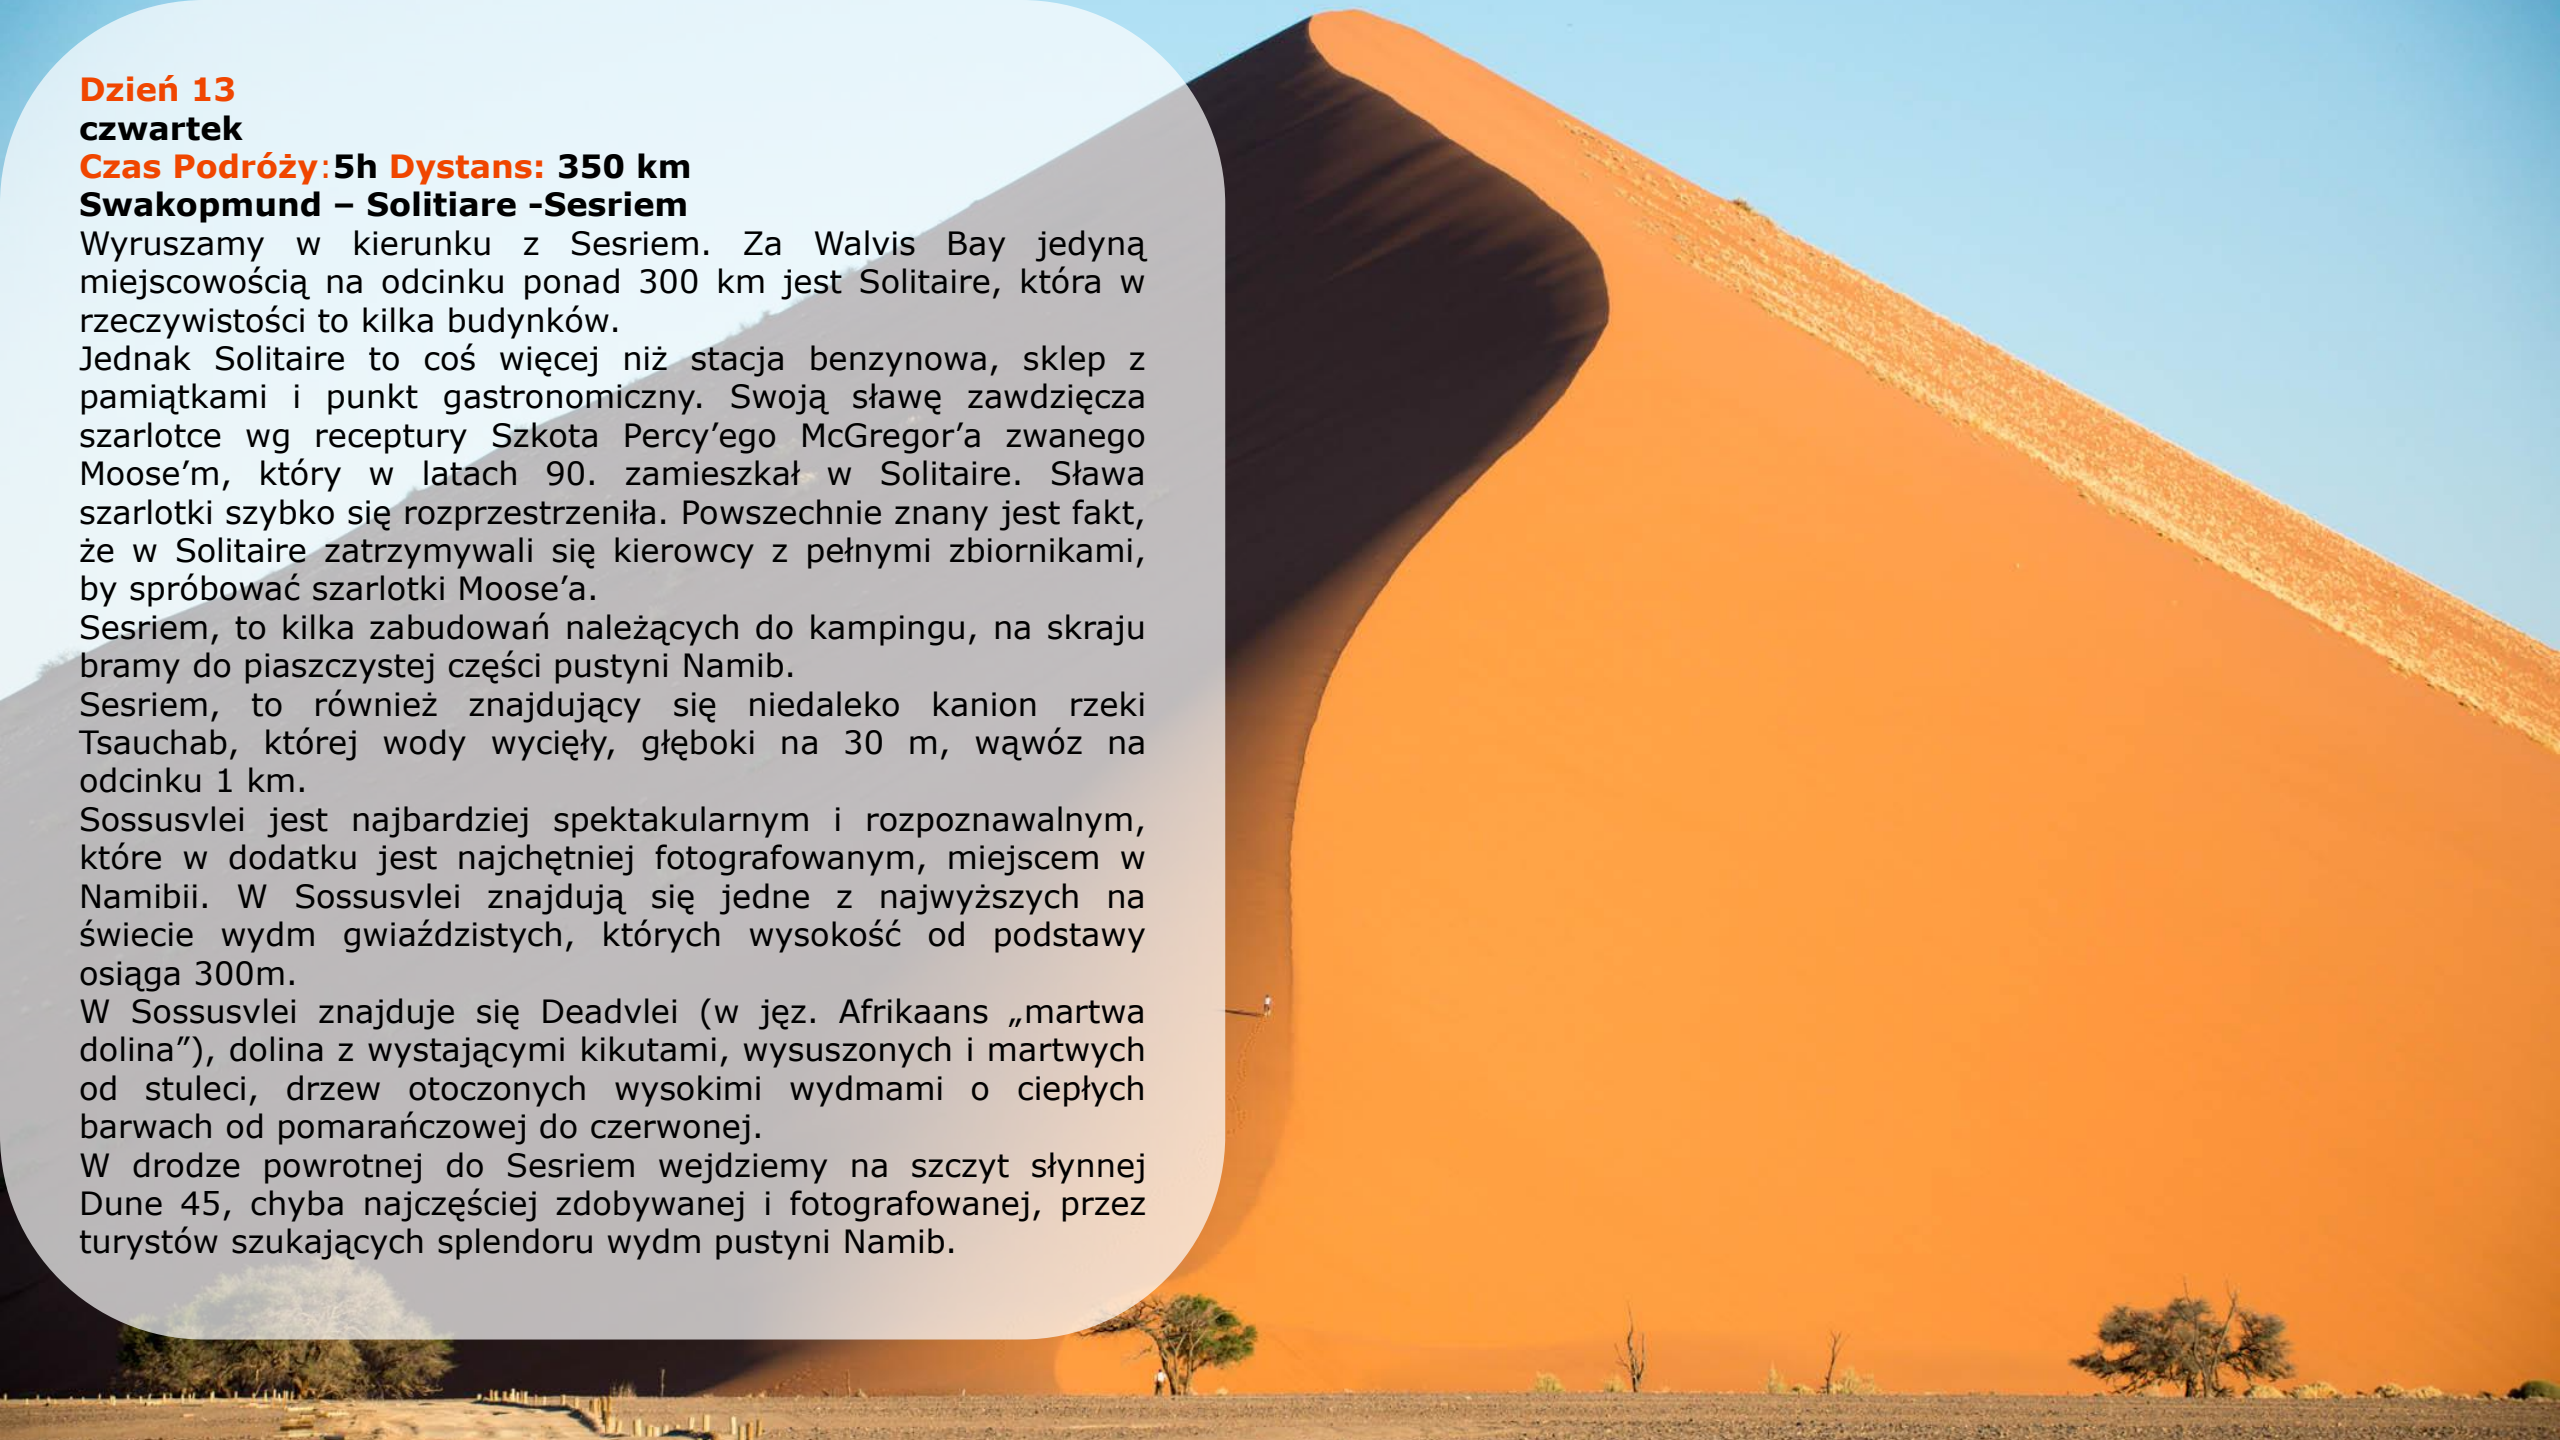 Dzień 13
czwartek
Czas Podróży:5h Dystans: 350 km
Swakopmund – Solitiare -Sesriem
Wyruszamy w kierunku z Sesriem. Za Walvis Bay jedyną
miejscowością na odcinku ponad 300 km jest Solitaire, która w
rzeczywistości to kilka budynków.
Jednak Solitaire to coś więcej niż stacja benzynowa, sklep z
pamiątkami i punkt gastronomiczny. Swoją sławę zawdzięcza
szarlotce wg receptury Szkota Percy’ego McGregor’a zwanego
Moose’m, który w latach 90. zamieszkał w Solitaire. Sława
szarlotki szybko się rozprzestrzeniła. Powszechnie znany jest fakt,
że w Solitaire zatrzymywali się kierowcy z pełnymi zbiornikami,
by spróbować szarlotki Moose’a.
Sesriem, to kilka zabudowań należących do kampingu, na skraju
bramy do piaszczystej części pustyni Namib.
Sesriem, to również znajdujący się niedaleko kanion rzeki
Tsauchab, której wody wycięły, głęboki na 30 m, wąwóz na
odcinku 1 km.
Sossusvlei jest najbardziej spektakularnym i rozpoznawalnym,
które w dodatku jest najchętniej fotografowanym, miejscem w
Namibii. W Sossusvlei znajdują się jedne z najwyższych na
świecie wydm gwiaździstych, których wysokość od podstawy
osiąga 300m.
W Sossusvlei znajduje się Deadvlei (w jęz. Afrikaans „martwa
dolina”), dolina z wystającymi kikutami, wysuszonych i martwych
od stuleci, drzew otoczonych wysokimi wydmami o ciepłych
barwach od pomarańczowej do czerwonej.
W drodze powrotnej do Sesriem wejdziemy na szczyt słynnej
Dune 45, chyba najczęściej zdobywanej i fotografowanej, przez
turystów szukających splendoru wydm pustyni Namib.